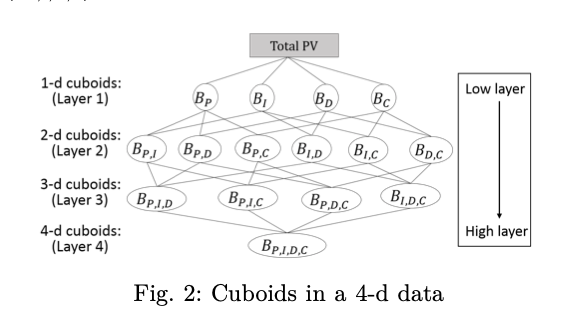 Total PV
1-d cuboids:
(Layer 1)
B_P B_I B_D B_C
Low layer
2-d cuboids:
(Layer 2)
B_{P,I} B_{P,D} B_{P,C} B_{I,D} B_{I,C} B_{D,C}
3-d cuboids:
(Layer 3)
B_{P,I,D} B_{P,I,C} B_{P,D,C} B_{I,D,C}
4-d cuboids:
(Layer 4)
B_{P,I,D,C}
High layer
Fig. 2: Cuboids in a 4-d data